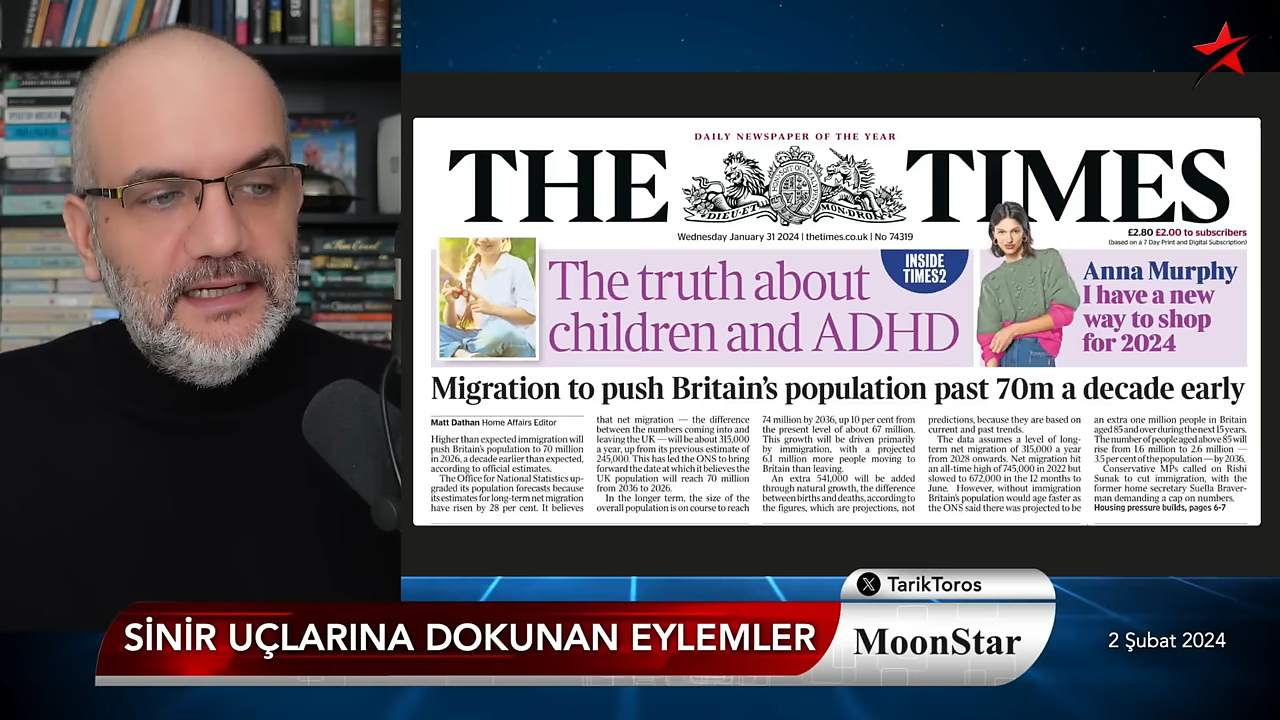 DAILY NEWSPAPER OF THE YEAR
THE TIMES
DIEU·ET MON·DROIT
Wednesday January 31 2024 | thetimes.co.uk | No 74319
£2.80 £2.00 to subscribers
(based on a 7 Day Print and Digital Subscription)
The truth about
children and ADHD
INSIDE
TIMES2
Anna Murphy
I have a new
way to shop
for 2024
Migration to push Britain's population past 70m a decade early
Matt Dathan Home Affairs Editor
Higher than expected immigration will
push Britain's population to 70 million
in 2026, a decade earlier than expected,
according to official estimates.
The Office for National Statistics up-
graded its population forecasts because
its estimates for long-term net migration
have risen by 28 per cent. It believes
that net migration — the difference
between the numbers coming into and
leaving the UK — will be about 315,000
a year, up from its previous estimate of
245,000. This has led the ONS to bring
forward the date at which it believes the
UK population will reach 70 million
from 2036 to 2026.
In the longer term, the size of the
overall population is on course to reach
74 million by 2036, up 10 per cent from
the present level of about 67 million.
This growth will be driven primarily
by immigration, with a projected
6.1 million more people moving to
Britain than leaving.
An extra 541,000 will be added
through natural growth, the difference
between births and deaths, according to
the figures, which are projections, not
predictions, because they are based on
current and past trends.
The data assumes a level of long-
term net migration of 315,000 a year
from 2028 onwards. Net migration hit
an all-time high of 745,000 in 2022 but
slowed to 672,000 in the 12 months to
June. However, without immigration
Britain's population would age faster as
the ONS said there was projected to be
an extra one million people in Britain
aged 85 and over during the next 15 years.
The number of people aged above 85 will
rise from 1.6 million to 2.6 million —
3.5 per cent of the population — by 2036.
Conservative MPs called on Rishi
Sunak to cut immigration, with the
former home secretary Suella Braver-
man demanding a cap on numbers.
Housing pressure builds, pages 6-7
TarikToros
SİNİR UÇLARINA DOKUNAN EYLEMLER
MoonStar
2 Şubat 2024